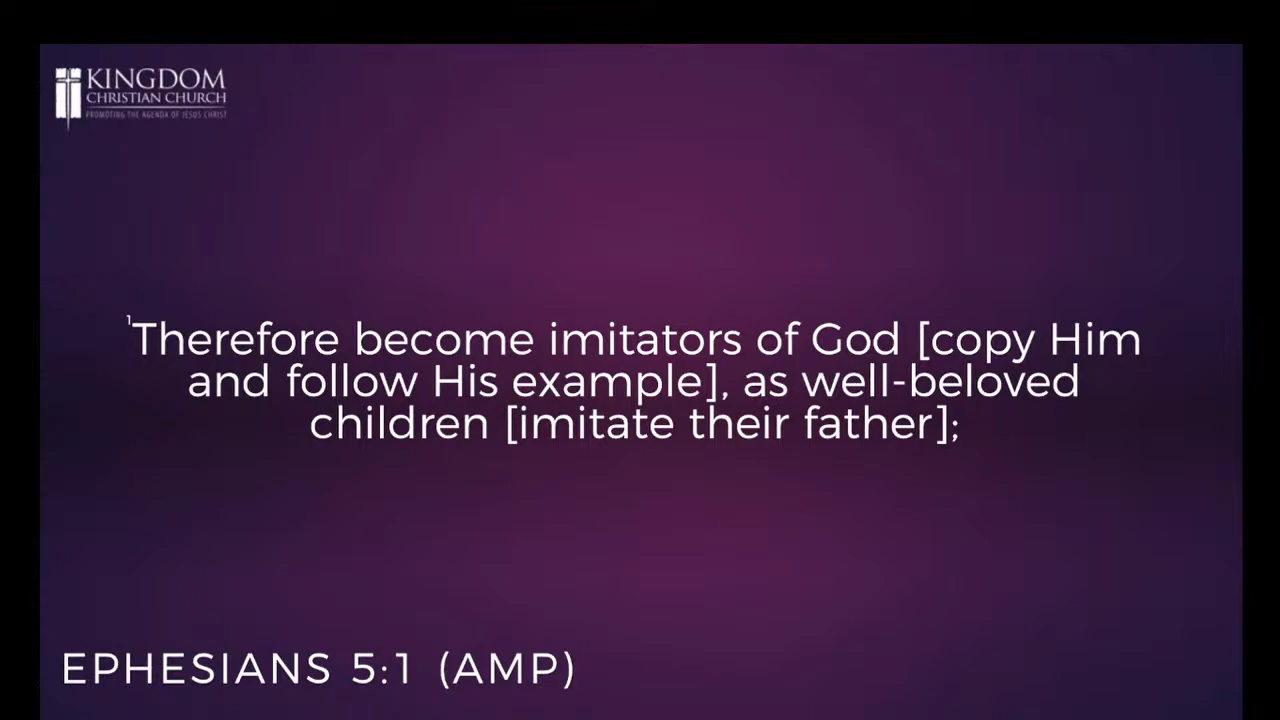 KINGDOM
CHRISTIAN CHURCH
PROMOTING THE AGENDA OF JESUS CHRIST
¹Therefore become imitators of God [copy Him
and follow His example], as well-beloved
children [imitate their father];
EPHESIANS 5:1 (AMP)